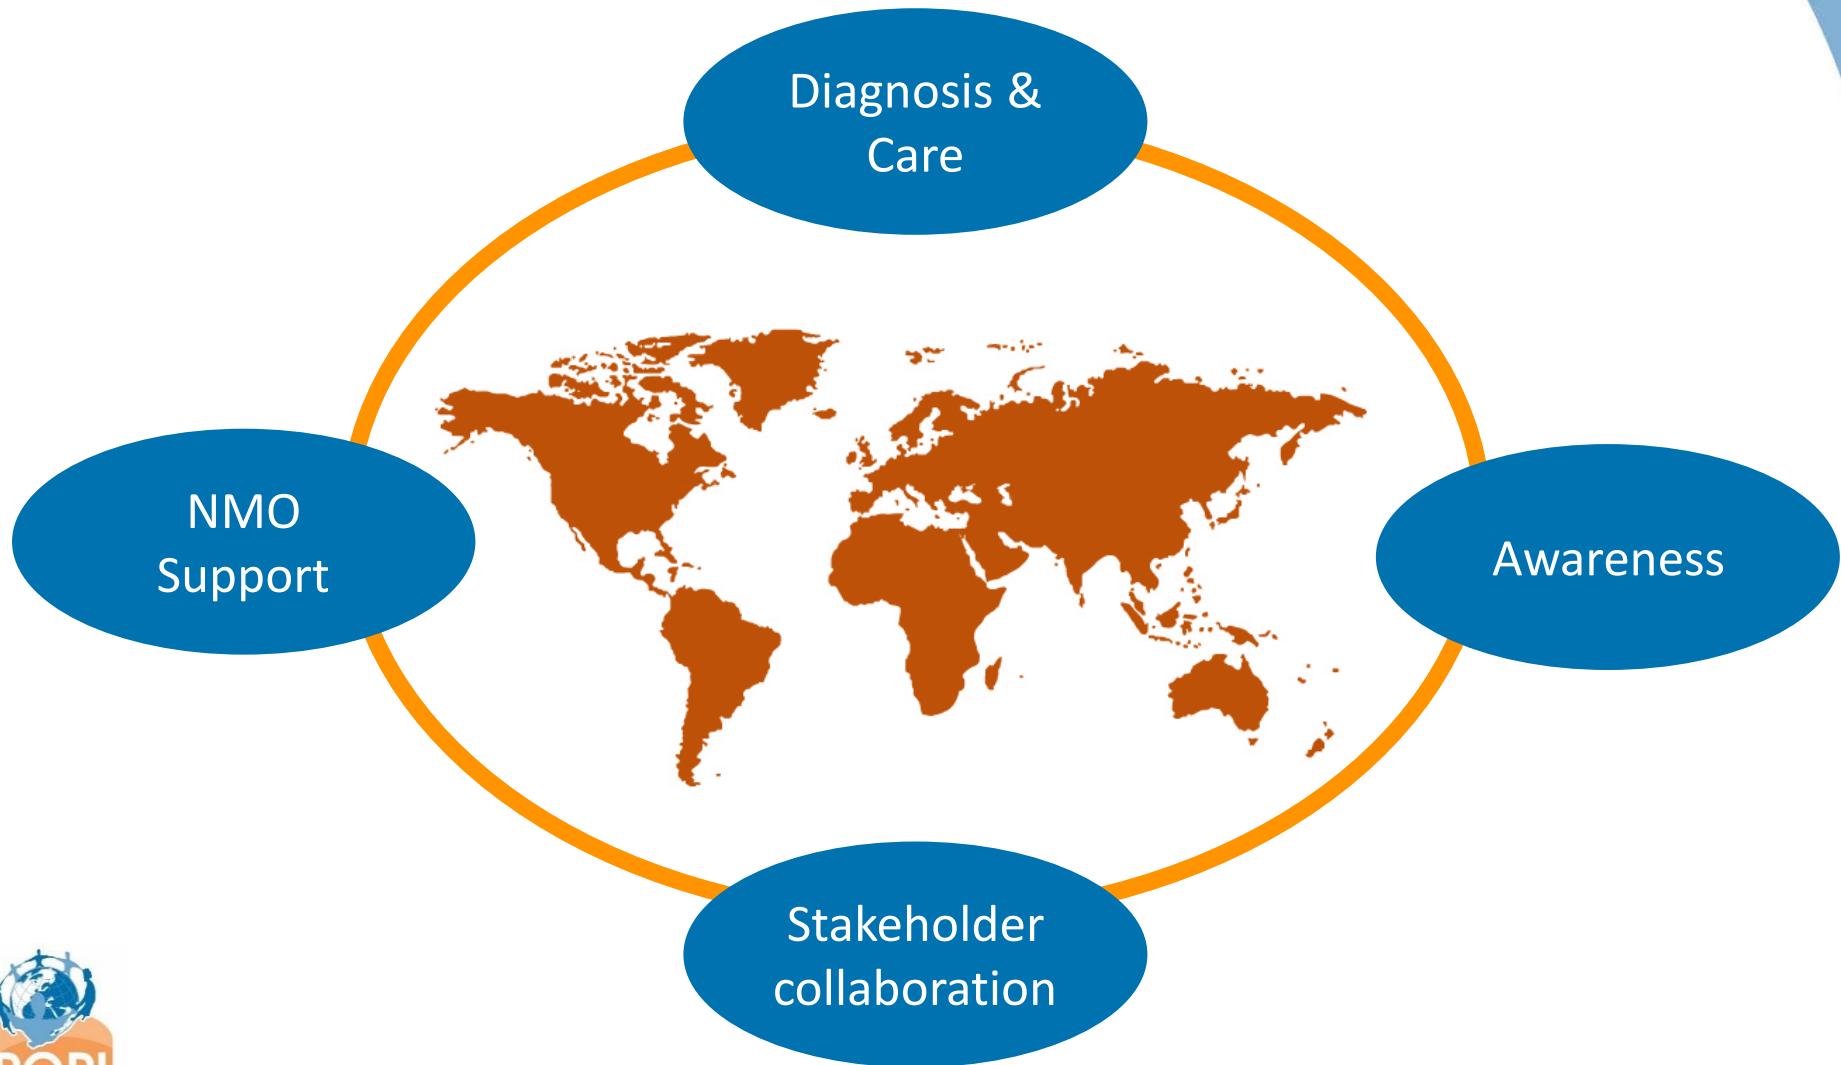 Diagnosis &
Care
NMO
Support
Awareness
Stakeholder
collaboration